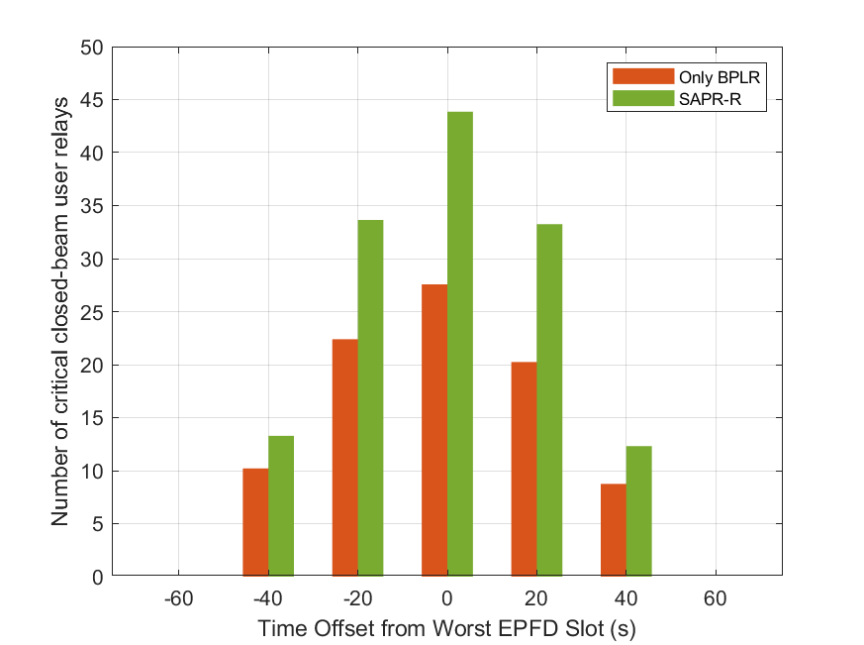 50
45
40
35
30
25
20
15
10
5
0
Number of critical closed-beam user relays
Only BPLR
SAPR-R
-60 -40 -20 0 20 40 60
Time Offset from Worst EPFD Slot (s)